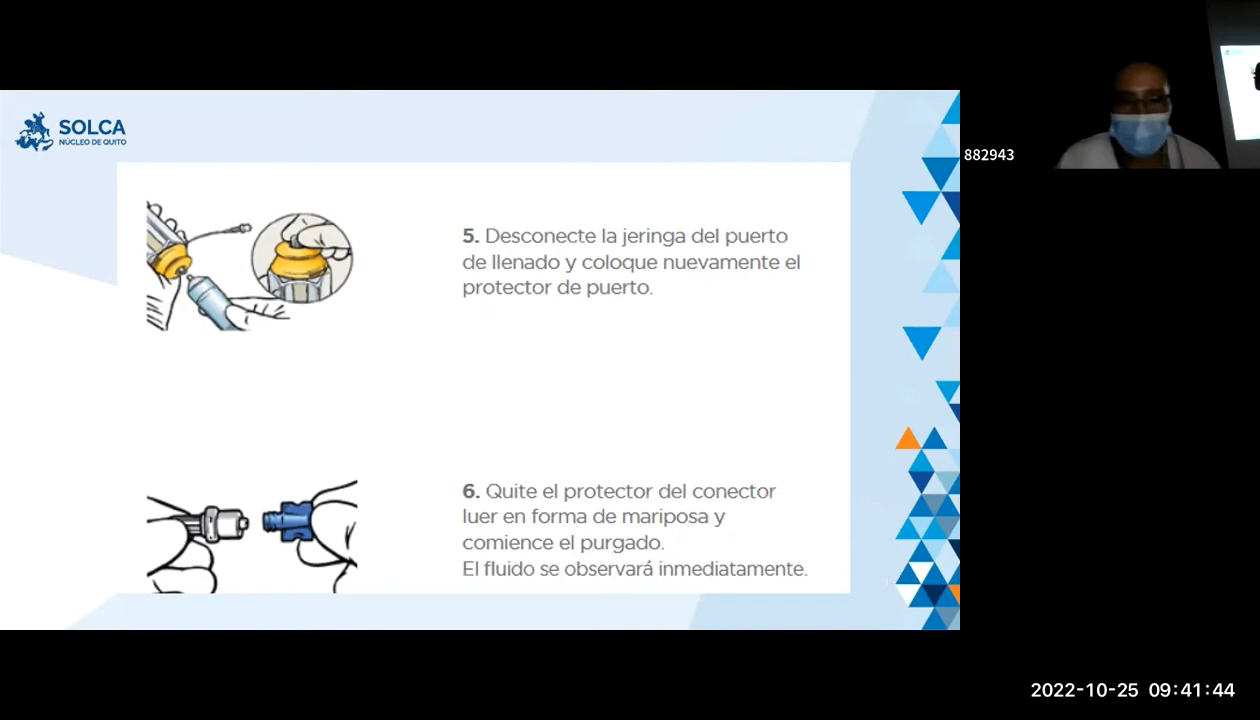 SOLCA
NÚCLEO DE QUITO
5. Desconecte la jeringa del puerto
de llenado y coloque nuevamente el
protector de puerto.
6. Quite el protector del conector
luer en forma de mariposa y
comience el purgado.
El fluido se observará inmediatamente.
882943
2022-10-25 09:41:44